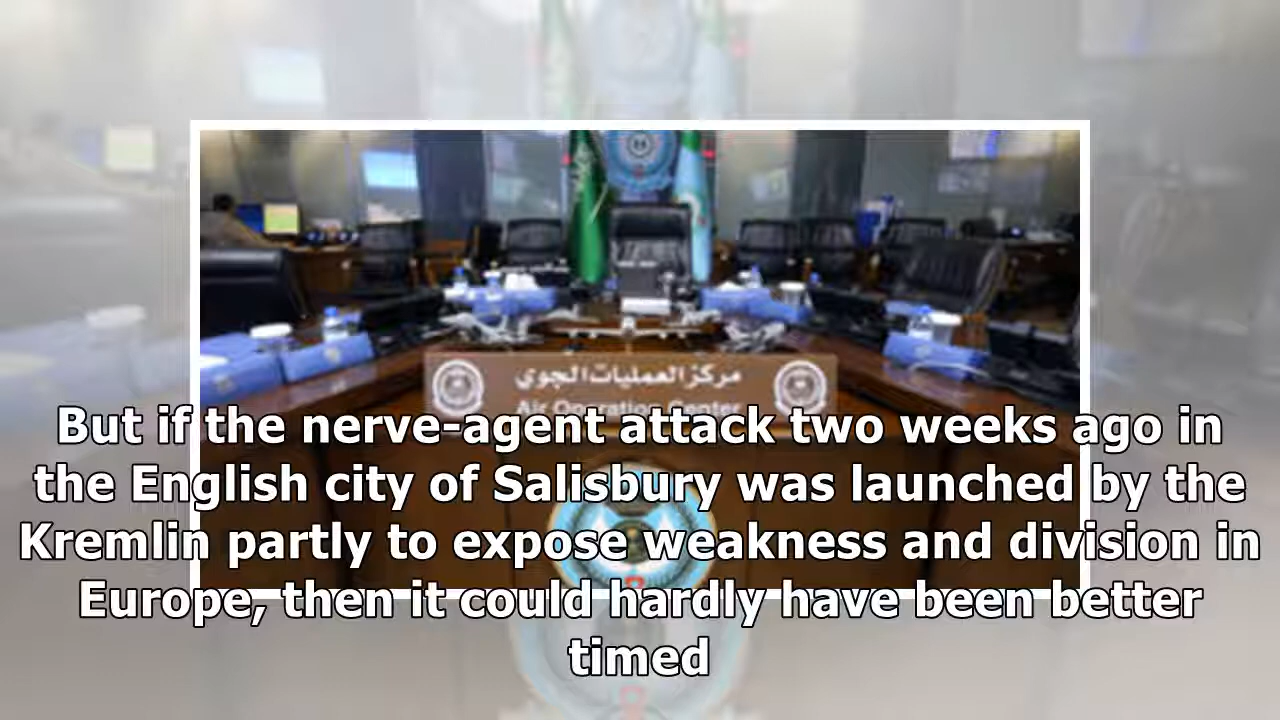 مركز العمليات الجوي
Air Operation Center
But if the nerve-agent attack two weeks ago in
the English city of Salisbury was launched by the
Kremlin partly to expose weakness and division in
Europe, then it could hardly have been better
timed